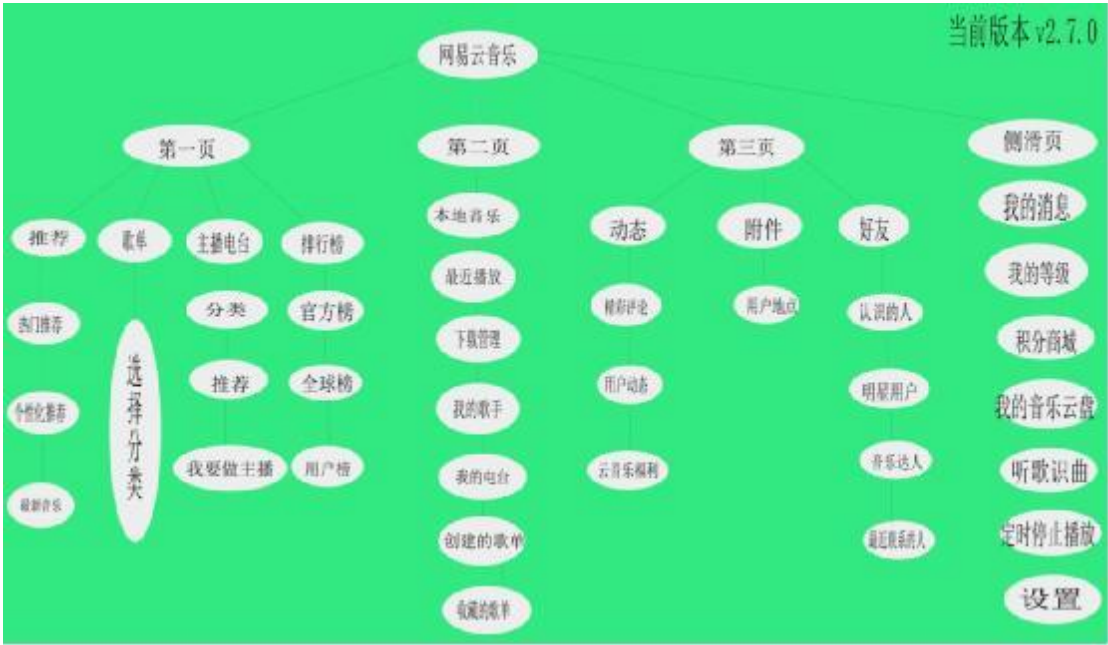 当前版本 v2.7.0
网易云音乐
第一页
第二页
第三页
侧滑页
推荐
歌单
主播电台
排行榜
热门推荐
个性化推荐
最新音乐
选择分类
分类
推荐
我要做主播
官方榜
全球榜
用户榜
本地音乐
最近播放
下载管理
我的歌手
我的电台
创建的歌单
收藏的歌单
动态
附件
好友
精彩评论
用户动态
云音乐福利
用户地点
认识的人
明星用户
音乐达人
最近联系的人
我的消息
我的等级
积分商城
我的音乐云盘
听歌识曲
定时停止播放
设置